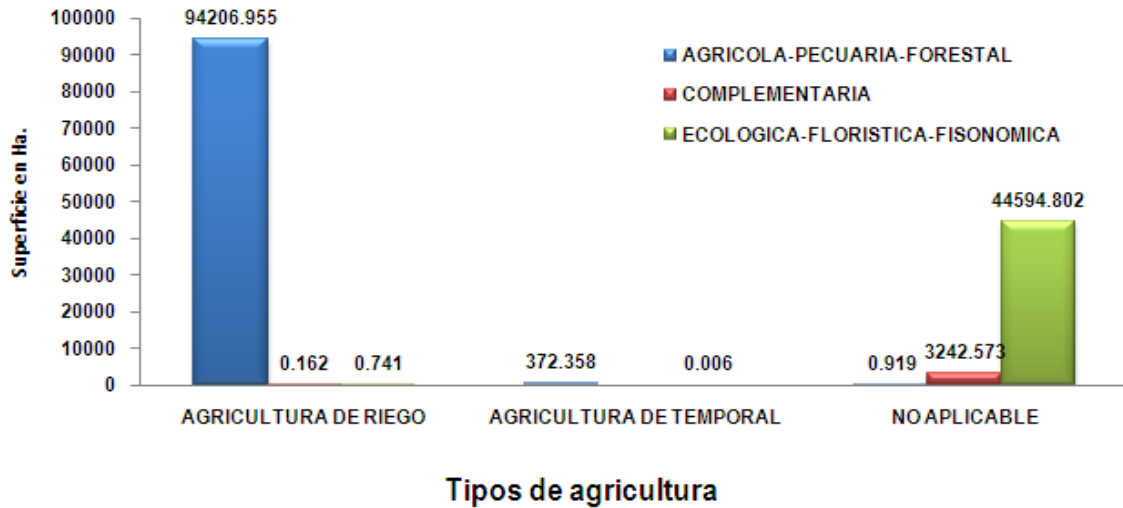 100000
90000
80000
70000
60000
50000
40000
30000
20000
10000
0
Superficie en Ha.
94206.955
0.162
0.741
372.358
0.006
0.919
3242.573
44594.802
AGRICOLA-PECUARIA-FORESTAL
COMPLEMENTARIA
ECOLOGICA-FLORISTICA-FISONOMICA
AGRICULTURA DE RIEGO
AGRICULTURA DE TEMPORAL
NO APLICABLE
Tipos de agricultura